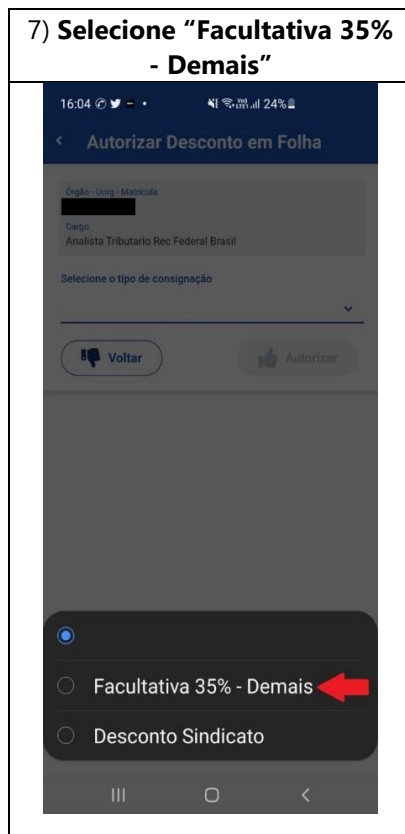 7) Selecione “Facultativa 35%
- Demais”
16:04 24%
Autorizar Desconto em Folha
Órgão - Uorg - Matrícula
Cargo
Analista Tributario Rec Federal Brasil
Selecione o tipo de consignação
Voltar Autorizar
Facultativa 35% - Demais
Desconto Sindicato